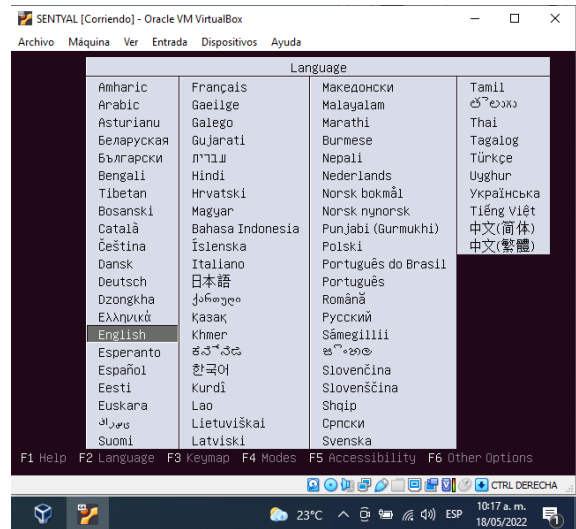 SENTYAL [Corriendo] - Oracle VM VirtualBox
Archivo Máquina Ver Entrada Dispositivos Ayuda
Language
Amharic Français Македонски Tamil
Arabic Gaeilge Malayalam తెలుగు
Asturianu Galego Marathi Thai
Беларуская Gujarati Burmese Tagalog
Български עברית Nepali Türkçe
Bengali Hindi Nederlands Uyghur
Tibetan Hrvatski Norsk bokmål Українська
Bosanski Magyar Norsk nynorsk Tiếng Việt
Català Bahasa Indonesia Punjabi (Gurmukhi) 中文(简体)
Čeština Íslenska Polski 中文(繁體)
Dansk Italiano Português do Brasil
Deutsch 日本語 Português
Dzongkha ქართული Română
Ελληνικά Қазақ Русский
English Khmer Sámegillii
Esperanto ಕನ್ನಡ සිංහල
Español 한국어 Slovenčina
Eesti Kurdî Slovenščina
Euskara Lao Shqip
ﻓﺎﺭﺳﯽ Lietuviškai Српски
Suomi Latviski Svenska
F1 Help F2 Language F3 Keymap F4 Modes F5 Accessibility F6 Other Options
CTRL DERECHA
23°C ESP 10:17 a. m.
18/05/2022
1